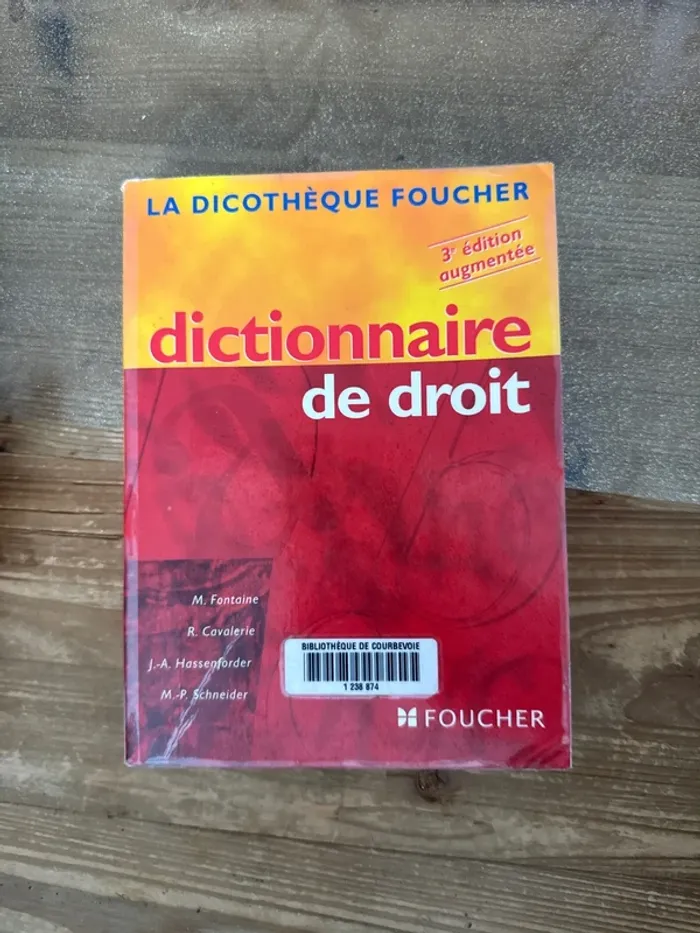 LA DICOTHÈQUE FOUCHER
3e édition
augmentée
dictionnaire
de droit
M. Fontaine
R. Cavalerie
J.-A. Hassenforder
M.-P. Schneider
BIBLIOTHÈQUE DE COURBEVOIE
1 236 874
FOUCHER